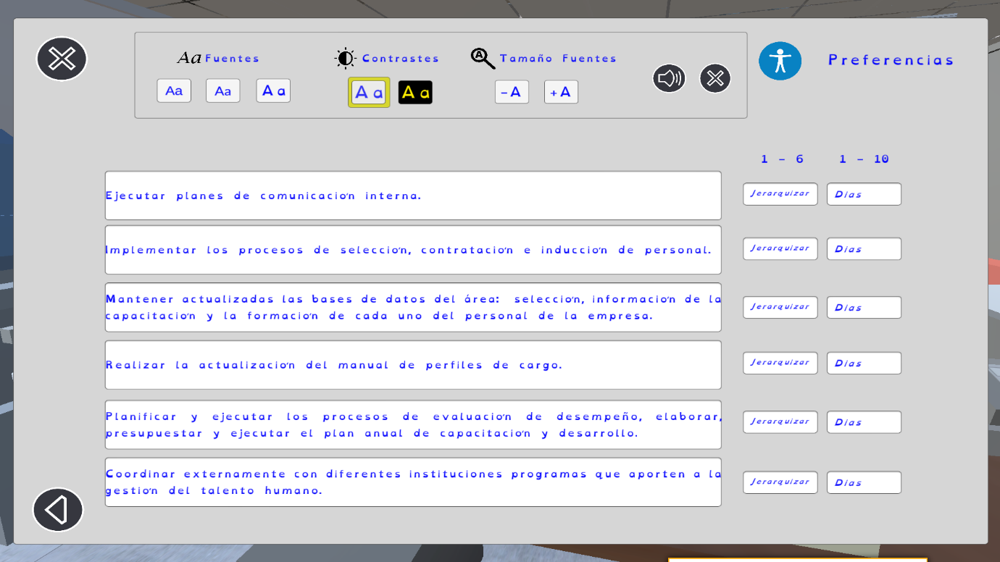 Aa Fuentes
Contrastes
Tamaño Fuentes
Preferencias
Aa
Aa
Aa
Aa
Aa
-A
+A
1 - 6
1 - 10
Ejecutar planes de comunicación interna.
Jerarquizar
Dias
Implementar los procesos de selección, contratación e inducción de personal.
Jerarquizar
Dias
Mantener actualizadas las bases de datos del área: selección, información de la
capacitación y la formación de cada uno del personal de la empresa.
Jerarquizar
Dias
Realizar la actualización del manual de perfiles de cargo.
Jerarquizar
Dias
Planificar y ejecutar los procesos de evaluación de desempeño, elaborar,
presupuestar y ejecutar el plan anual de capacitación y desarrollo.
Jerarquizar
Dias
Coordinar externamente con diferentes instituciones programas que aporten a la
gestión del talento humano.
Jerarquizar
Dias